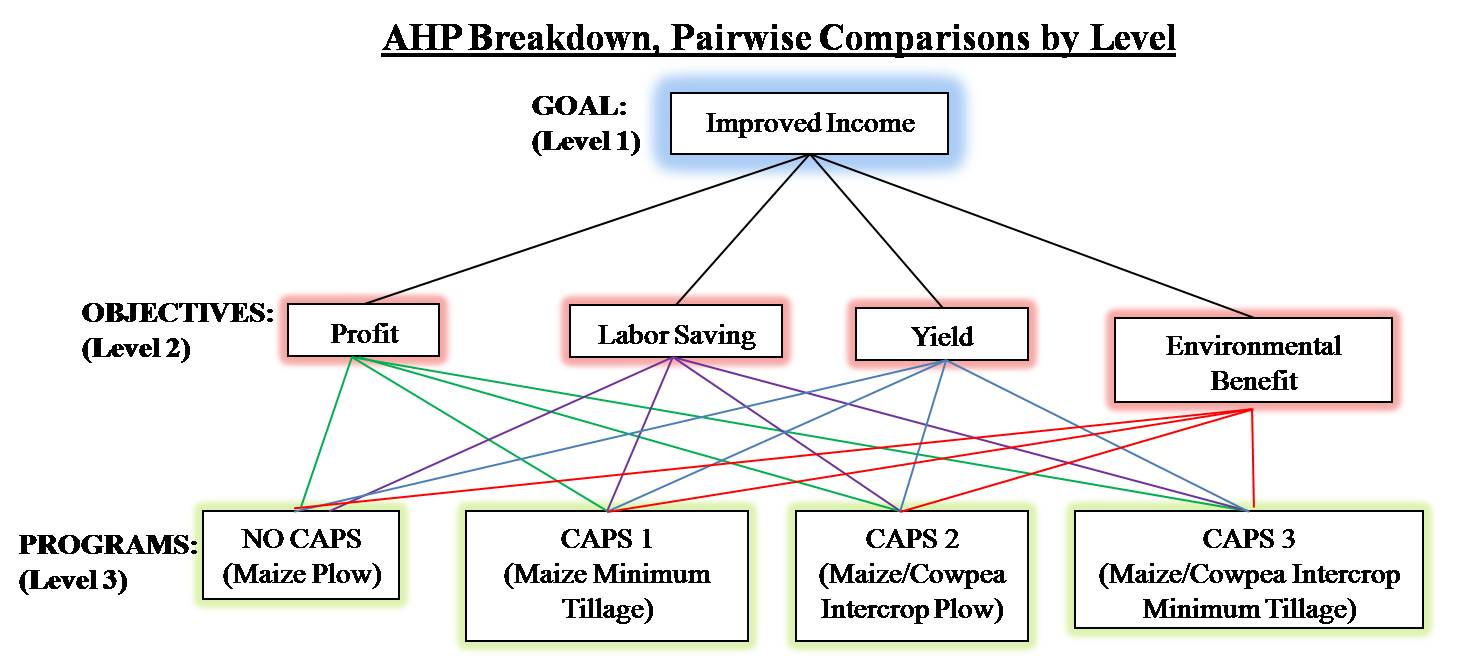 AHP Breakdown, Pairwise Comparisons by Level
GOAL:
(Level 1)
Improved Income
OBJECTIVES:
(Level 2)
Profit
Labor Saving
Yield
Environmental
Benefit
PROGRAMS:
(Level 3)
NO CAPS
(Maize Plow)
CAPS 1
(Maize Minimum
Tillage)
CAPS 2
(Maize/Cowpea
Intercrop Plow)
CAPS 3
(Maize/Cowpea Intercrop
Minimum Tillage)